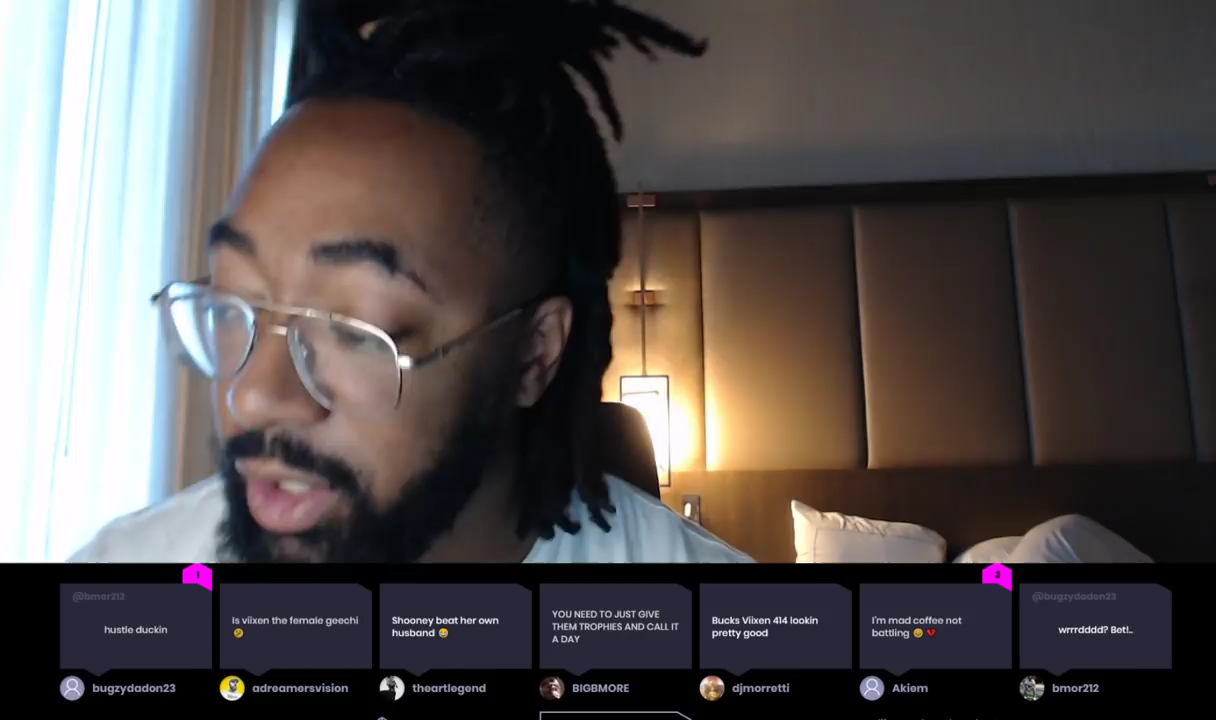 1
3
@bmor212
hustle duckin
Is viixen the female geechi
🤣
Shooney beat her own
husband 😂
YOU NEED TO JUST GIVE
THEM TROPHIES AND CALL IT
A DAY
Bucks Viixen 414 lookin
pretty good
I'm mad coffee not
battling 😖 💔
@bugzydadon23
wrrrdddd? Bet!..
bugzydadon23
adreamersvision
theartlegend
BIGBMORE
djmorretti
Akiem
bmor212